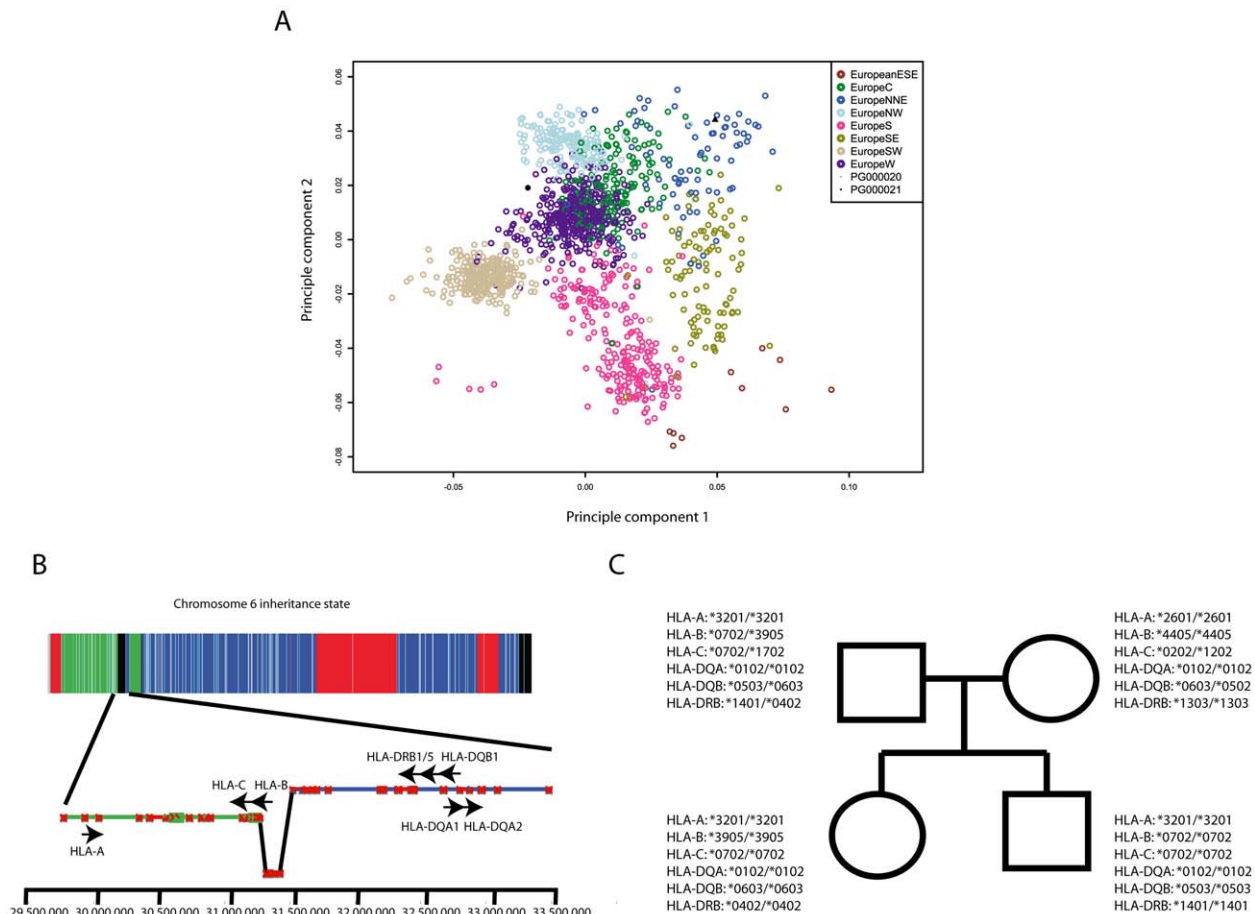 A
0.06
0.04
0.02
0.00
-0.02
-0.04
-0.06
-0.08
Principle component 2
-0.05
0.00
0.05
0.10
Principle component 1
EuropeanESE
EuropeC
EuropeNNE
EuropeNW
EuropeS
EuropeSE
EuropeSW
EuropeW
PG000020
PG000021
B
Chromosome 6 inheritance state
HLA-DRB1/5
HLA-DQB1
HLA-C
HLA-B
HLA-DQA1
HLA-DQA2
HLA-A
29,500,000
30,000,000
30,500,000
31,000,000
31,500,000
32,000,000
32,500,000
33,000,000
33,500,000
C
HLA-A: *3201/*3201
HLA-B: *0702/*3905
HLA-C: *0702/*1702
HLA-DQA: *0102/*0102
HLA-DQB: *0503/*0603
HLA-DRB: *1401/*0402
HLA-A: *2601/*2601
HLA-B: *4405/*4405
HLA-C: *0202/*1202
HLA-DQA: *0102/*0102
HLA-DQB: *0603/*0502
HLA-DRB: *1303/*1303
HLA-A: *3201/*3201
HLA-B: *3905/*3905
HLA-C: *0702/*0702
HLA-DQA: *0102/*0102
HLA-DQB: *0603/*0603
HLA-DRB: *0402/*0402
HLA-A: *3201/*3201
HLA-B: *0702/*0702
HLA-C: *0702/*0702
HLA-DQA: *0102/*0102
HLA-DQB: *0503/*0503
HLA-DRB: *1401/*1401